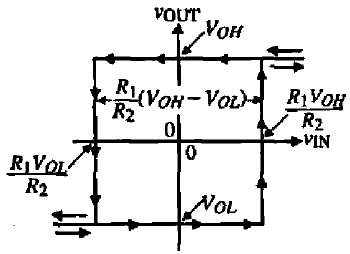 vOUT
VOH
R1/R2 (VOH – VOL)
R1VOH/R2
0
0
vIN
R1VOL/R2
VOL